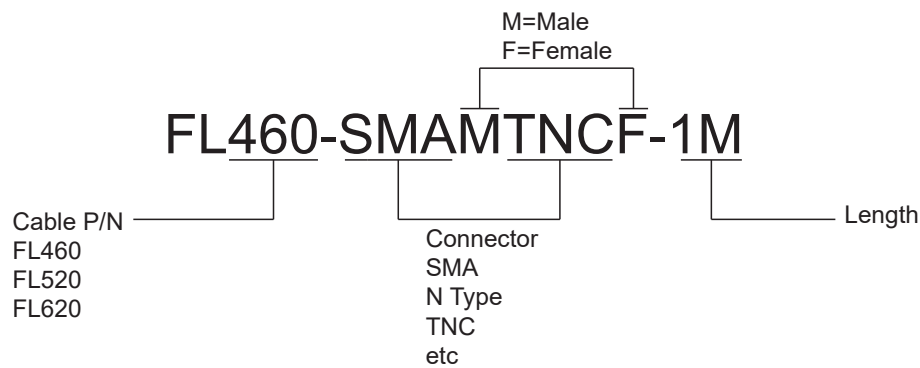 M=Male
F=Female
FL460-SMAMTNCF-1M
Cable P/N
FL460
FL520
FL620
Connector
SMA
N Type
TNC
etc
Length